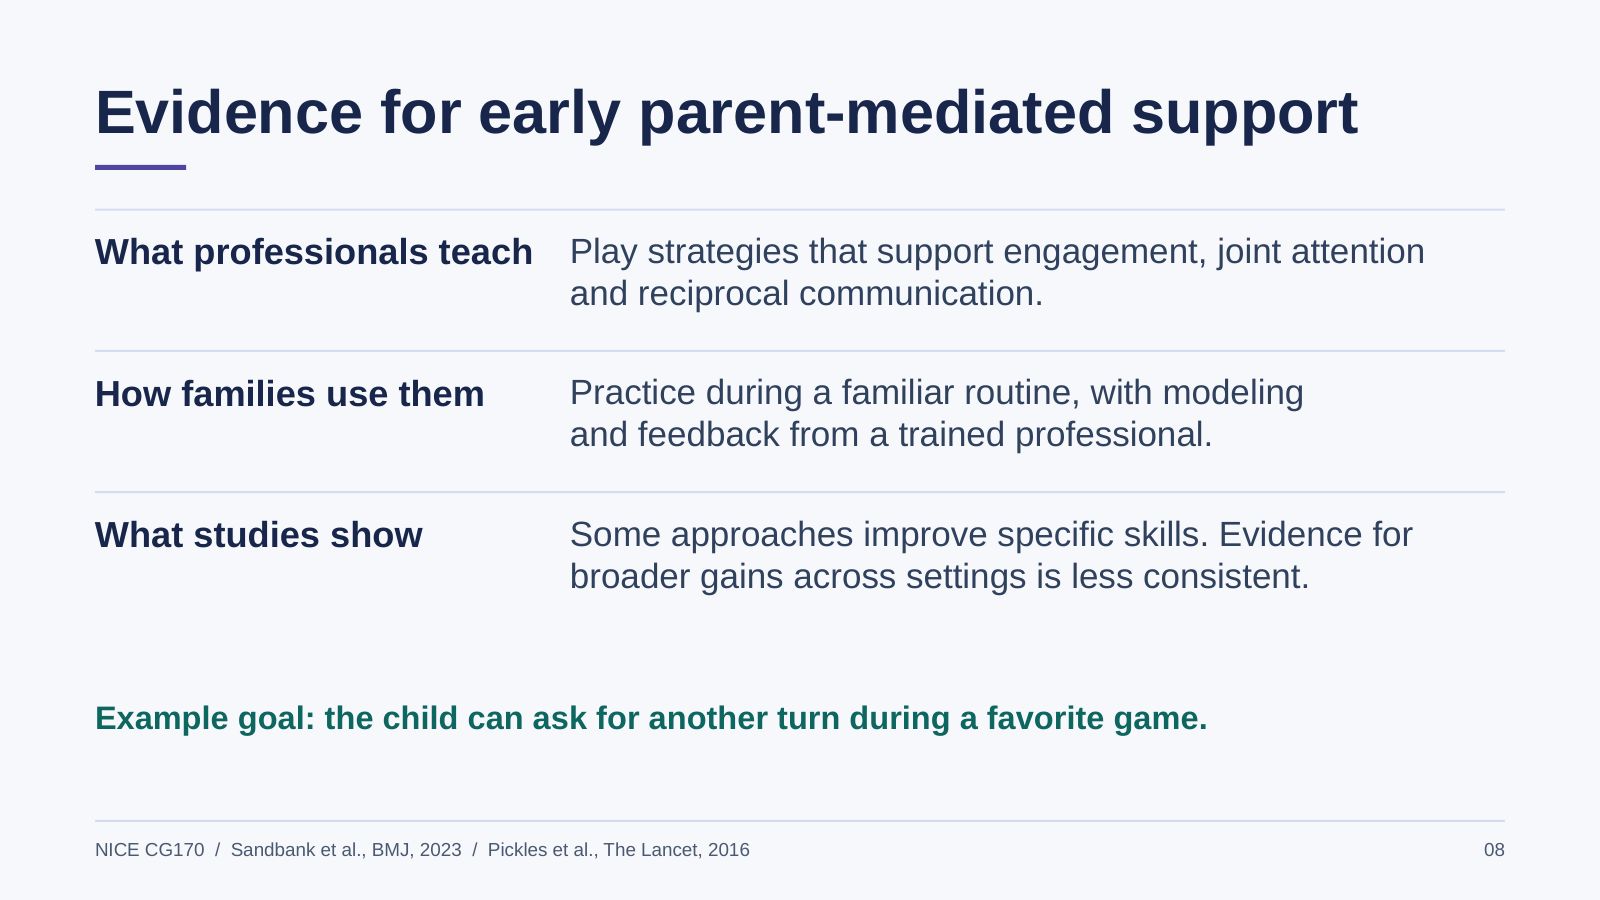 Evidence for early parent-mediated support
What professionals teach
Play strategies that support engagement, joint attention
and reciprocal communication.
How families use them
Practice during a familiar routine, with modeling
and feedback from a trained professional.
What studies show
Some approaches improve specific skills. Evidence for
broader gains across settings is less consistent.
Example goal: the child can ask for another turn during a favorite game.
NICE CG170 / Sandbank et al., BMJ, 2023 / Pickles et al., The Lancet, 2016
08